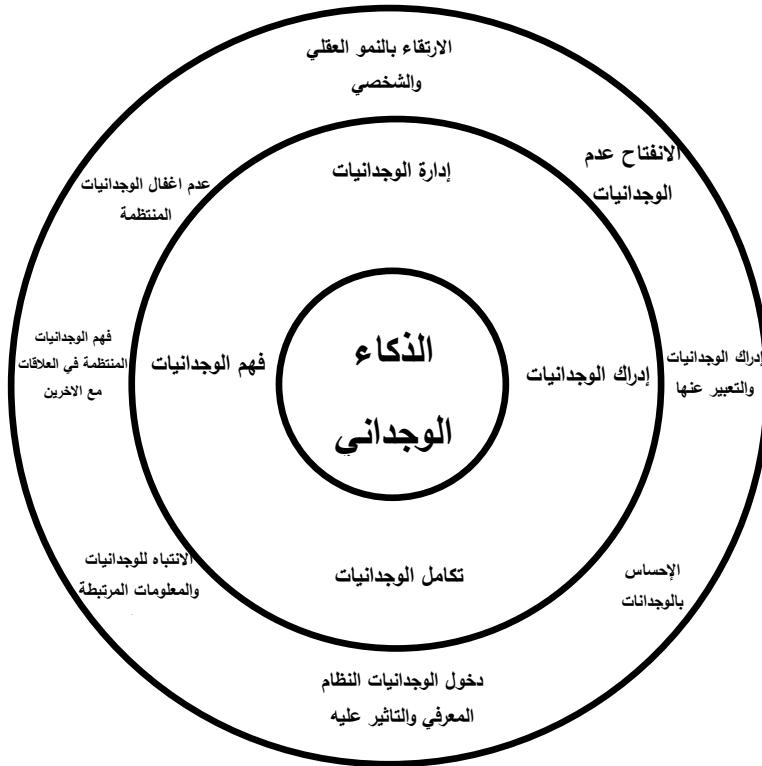 الارتقاء بالنمو العقلي
والشخصي
الانفتاح عدم
الوجدانيات
إدارة الوجدانيات
عدم اغفال الوجدانيات
المنتظمة
الذكاء
الوجداني
إدراك الوجدانيات
إدراك الوجدانيات
والتعبير عنها
فهم الوجدانيات
فهم الوجدانيات
المنتظمة في العلاقات
مع الاخرين
تكامل الوجدانيات
الإحساس
بالوجدانات
الانتباه للوجدانيات
والمعلومات المرتبطة
دخول الوجدانيات النظام
المعرفي والتاثير عليه